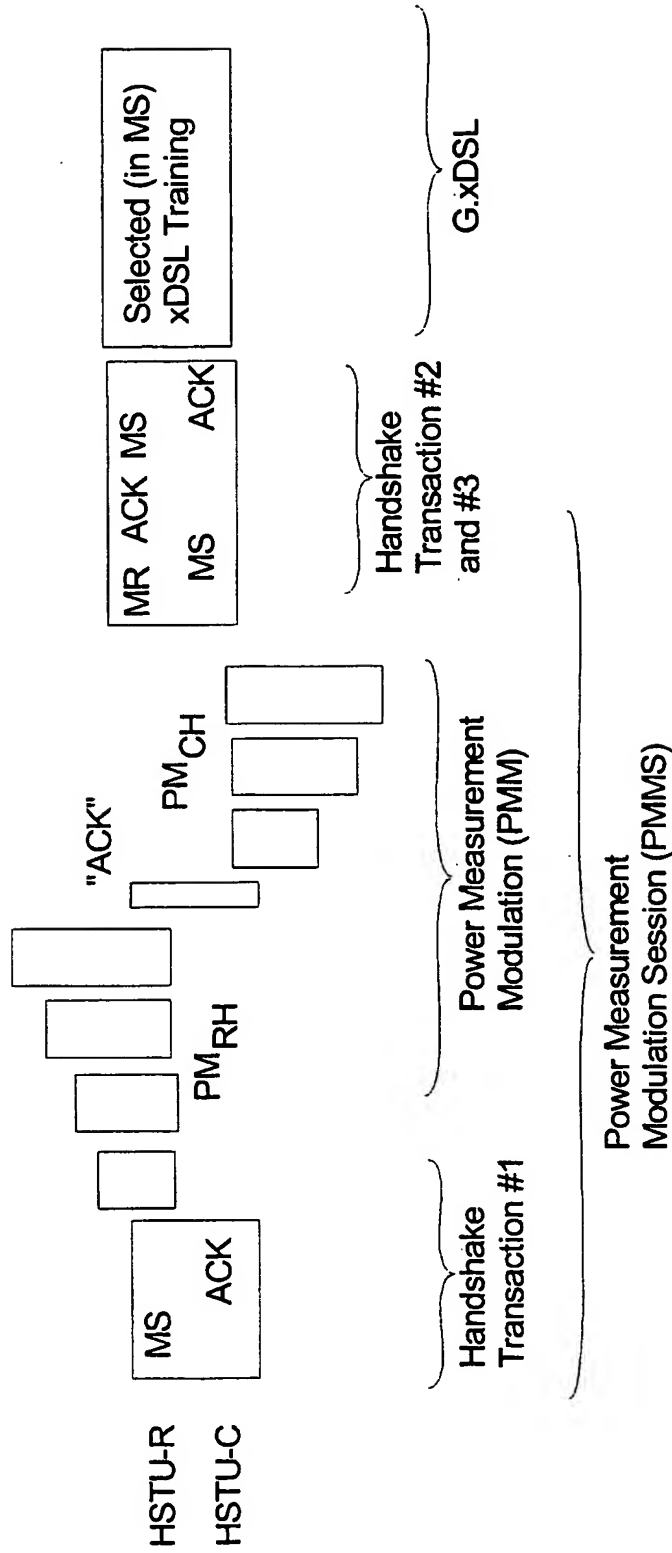 HSTU-R
HSTU-C
MS
ACK
PM RH
"ACK"
PM CH
MR ACK MS
MS ACK
Selected (in MS)
xDSL Training
Handshake
Transaction #1
Power Measurement
Modulation (PMM)
Handshake
Transaction #2
and #3
G.xDSL
Power Measurement
Modulation Session (PMMS)